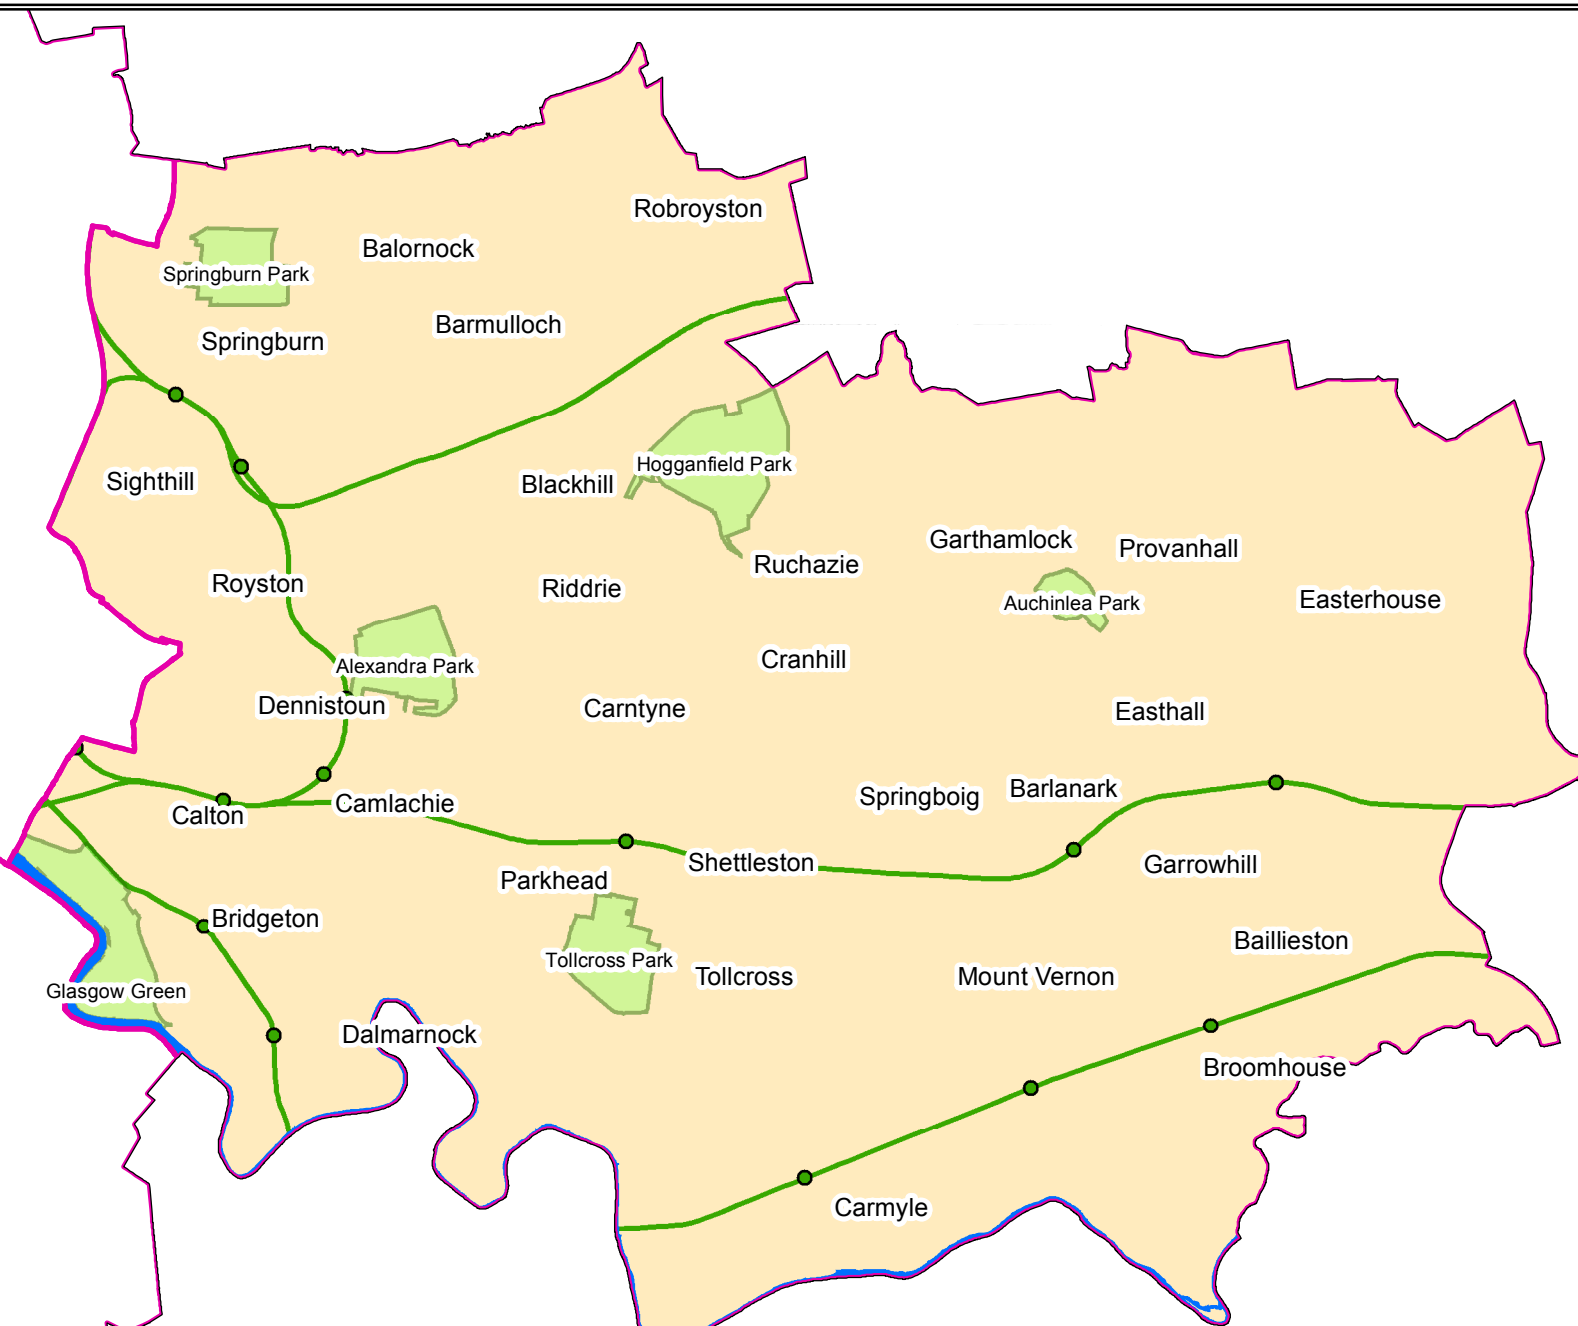 Robroyston
Balornock
Springburn Park
Barmulloch
Springburn
Hogganfield Park
Sighthill
Blackhill
Garthamlock
Provanhall
Ruchazie
Royston
Riddrie
Auchinlea Park
Easterhouse
Cranhill
Alexandra Park
Dennistoun
Carntyne
Easthall
Barlanark
Springboig
Camlachie
Calton
Shettleston
Garrowhill
Parkhead
Bridgeton
Baillieston
Tollcross Park
Tollcross
Mount Vernon
Glasgow Green
Dalmarnock
Broomhouse
Carmyle